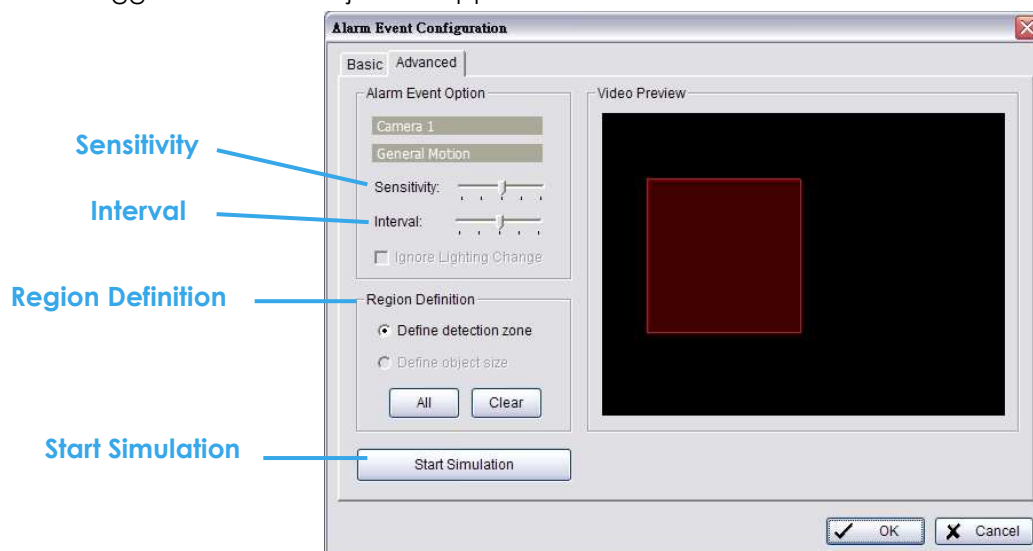 Alarm Event Configuration
Basic Advanced
Alarm Event Option
Video Preview
Camera 1
General Motion
Sensitivity
Sensitivity:
Interval
Interval:
Ignore Lighting Change
Region Definition
Region Definition
Define detection zone
Define object size
All Clear
Start Simulation
Start Simulation
OK Cancel